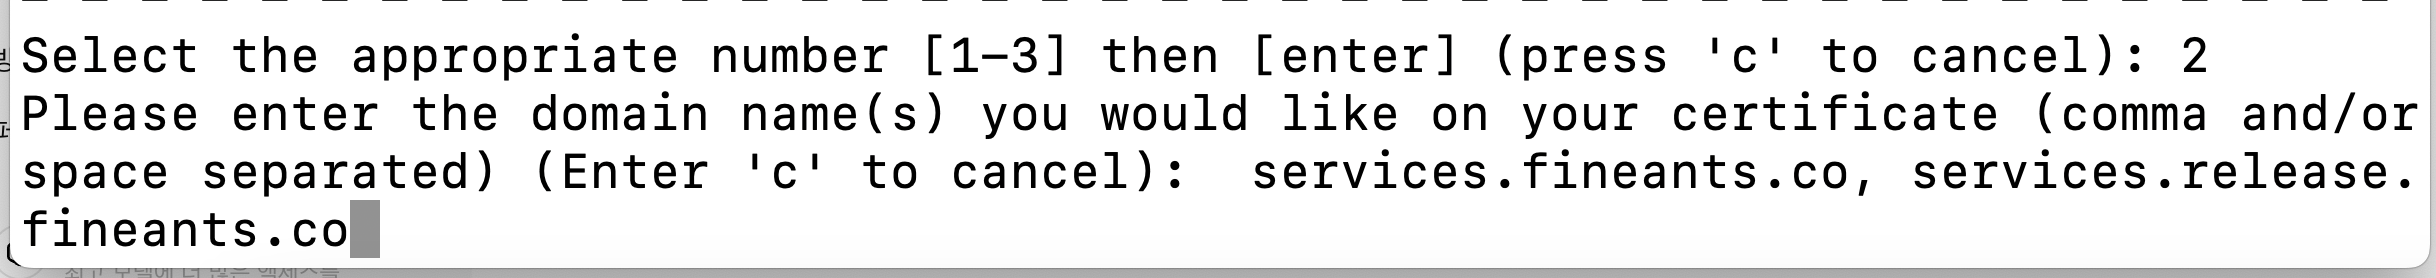 Select the appropriate number [1-3] then [enter] (press 'c' to cancel): 2
Please enter the domain name(s) you would like on your certificate (comma and/or
space separated) (Enter 'c' to cancel):  services.fineants.co, services.release.
fineants.co